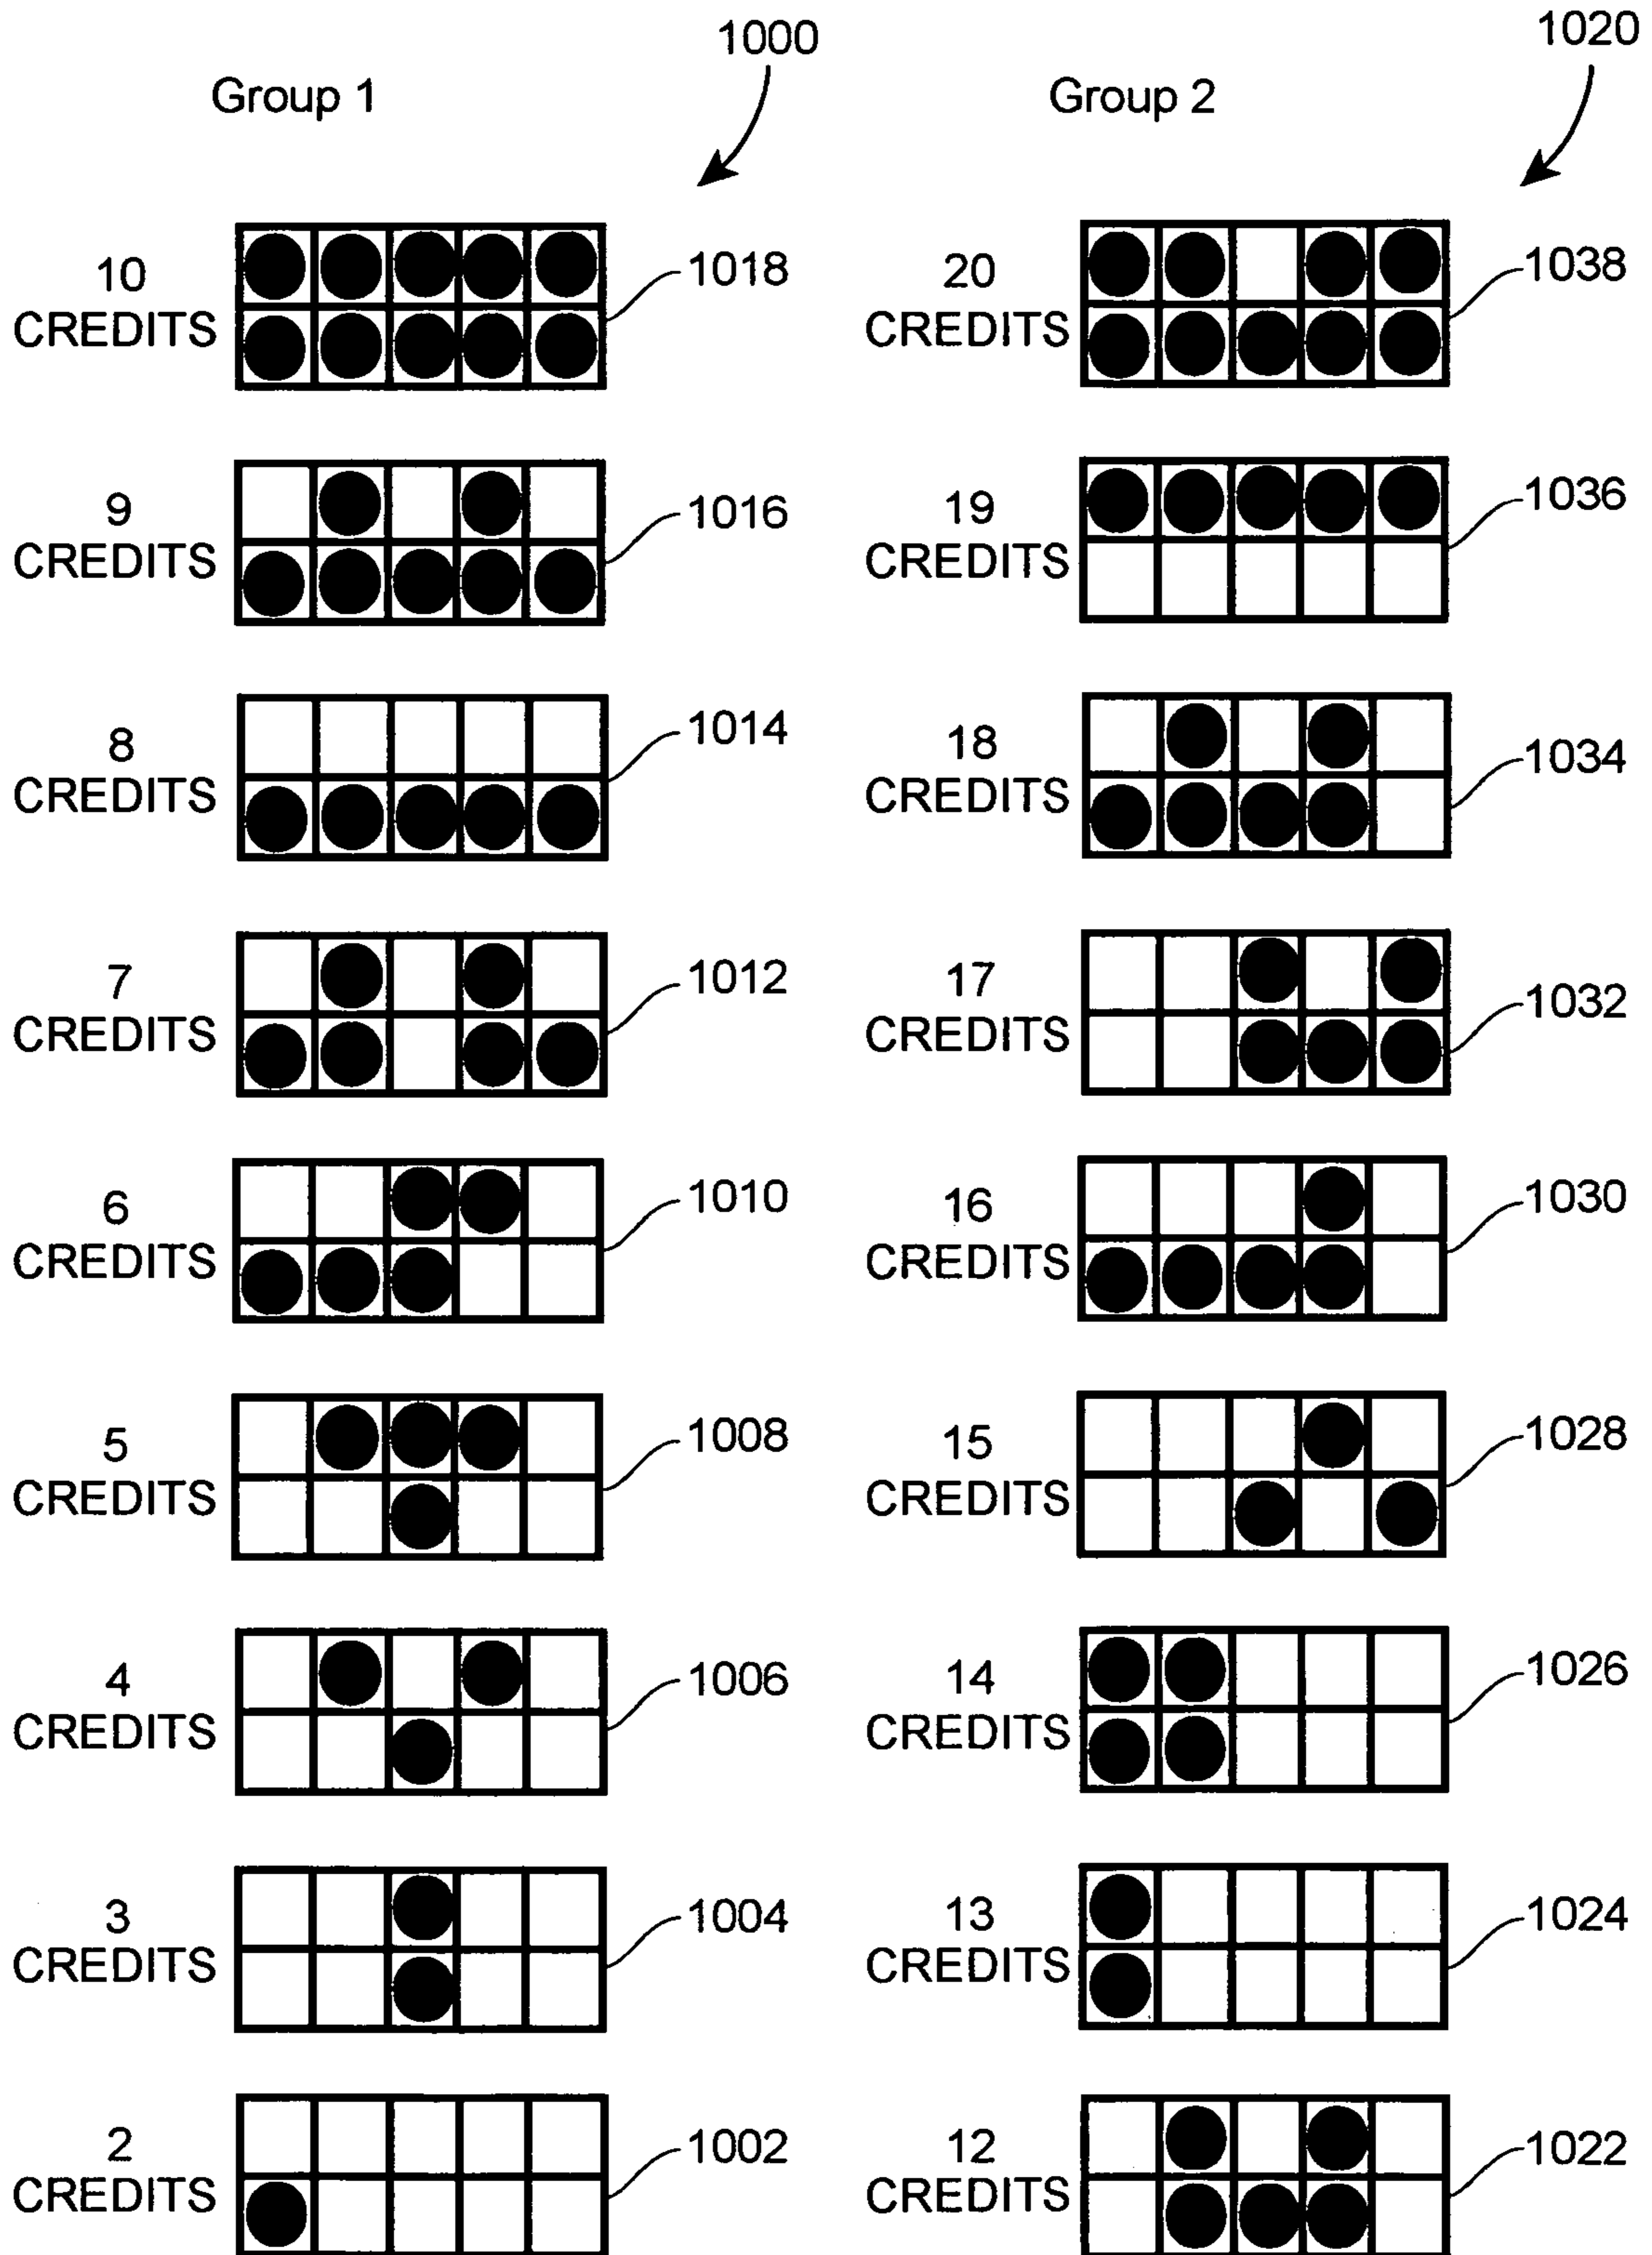 1000
1020
Group 1
Group 2
10
CREDITS
1018
20
CREDITS
1038
9
CREDITS
1016
19
CREDITS
1036
8
CREDITS
1014
18
CREDITS
1034
7
CREDITS
1012
17
CREDITS
1032
6
CREDITS
1010
16
CREDITS
1030
5
CREDITS
1008
15
CREDITS
1028
4
CREDITS
1006
14
CREDITS
1026
3
CREDITS
1004
13
CREDITS
1024
2
CREDITS
1002
12
CREDITS
1022